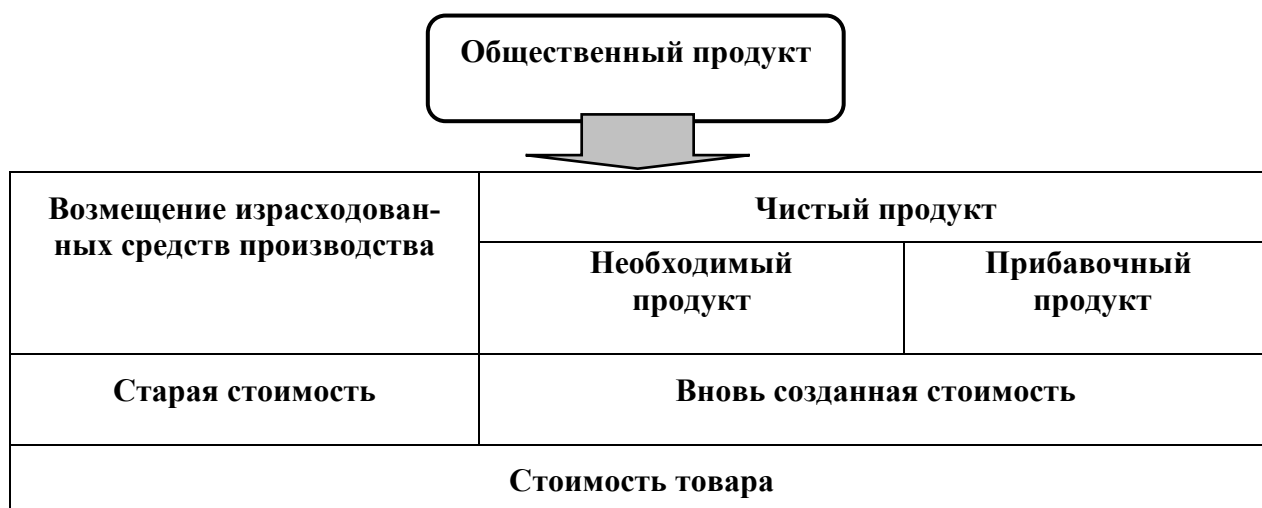 Общественный продукт
Возмещение израсходован-
ных средств производства
Чистый продукт
Необходимый
продукт
Прибавочный
продукт
Старая стоимость
Вновь созданная стоимость
Стоимость товара